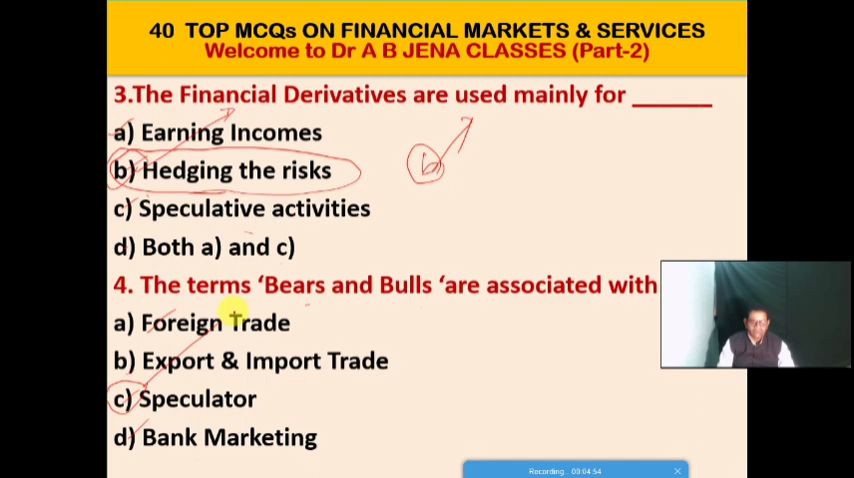 40 TOP MCQs ON FINANCIAL MARKETS & SERVICES
Welcome to Dr A B JENA CLASSES (Part-2)
3.The Financial Derivatives are used mainly for ______
a) Earning Incomes
b) Hedging the risks
b
c) Speculative activities
d) Both a) and c)
4. The terms ‘Bears and Bulls ‘are associated with
a) Foreign Trade
b) Export & Import Trade
c) Speculator
d) Bank Marketing
Recording... 09:04:54